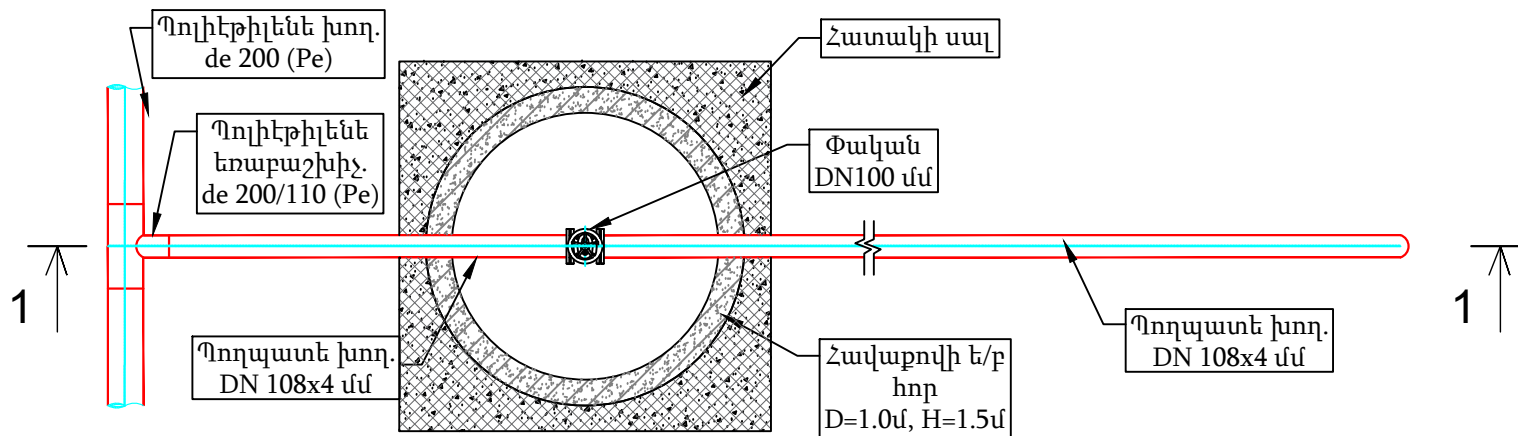 Պոլիէթիլենե խող.
de 200 (Pe)
Հատակի սալ
Պոլիէթիլենե
եռաբաշխիչ.
de 200/110 (Pe)
Փական
DN100 մմ
1
1
Պողպատե խող.
DN 108x4 մմ
Հավաքովի ե/բ
հոր
D=1.0մ, H=1.5մ
Պողպատե խող.
DN 108x4 մմ